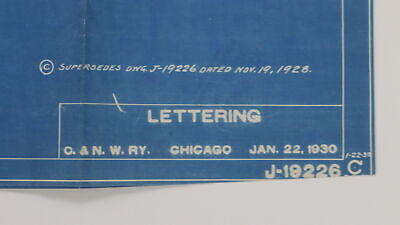 © SUPERSEDES DWG. J-19226 DATED NOV. 19, 1928.
LETTERING
C. & N. W. RY. CHICAGO JAN. 22, 1930
J-19226 C